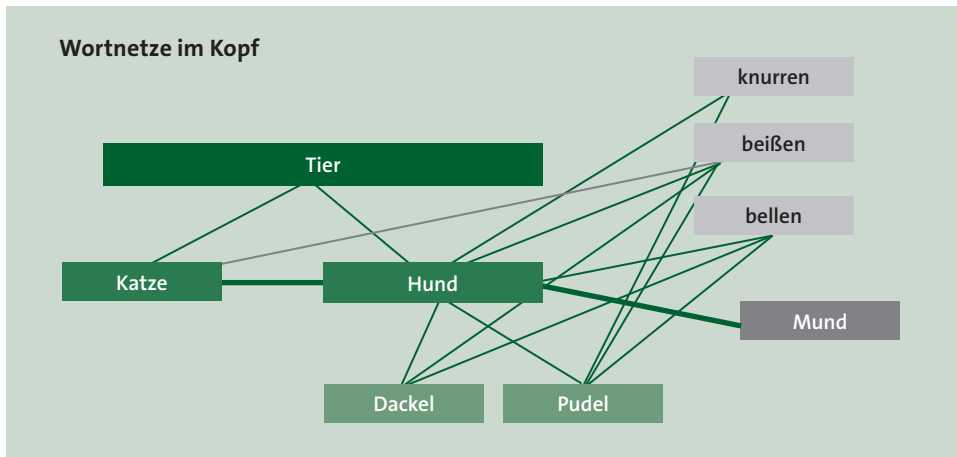 Wortnetze im Kopf
knurren
beißen
Tier
bellen
Katze
Hund
Mund
Dackel
Pudel